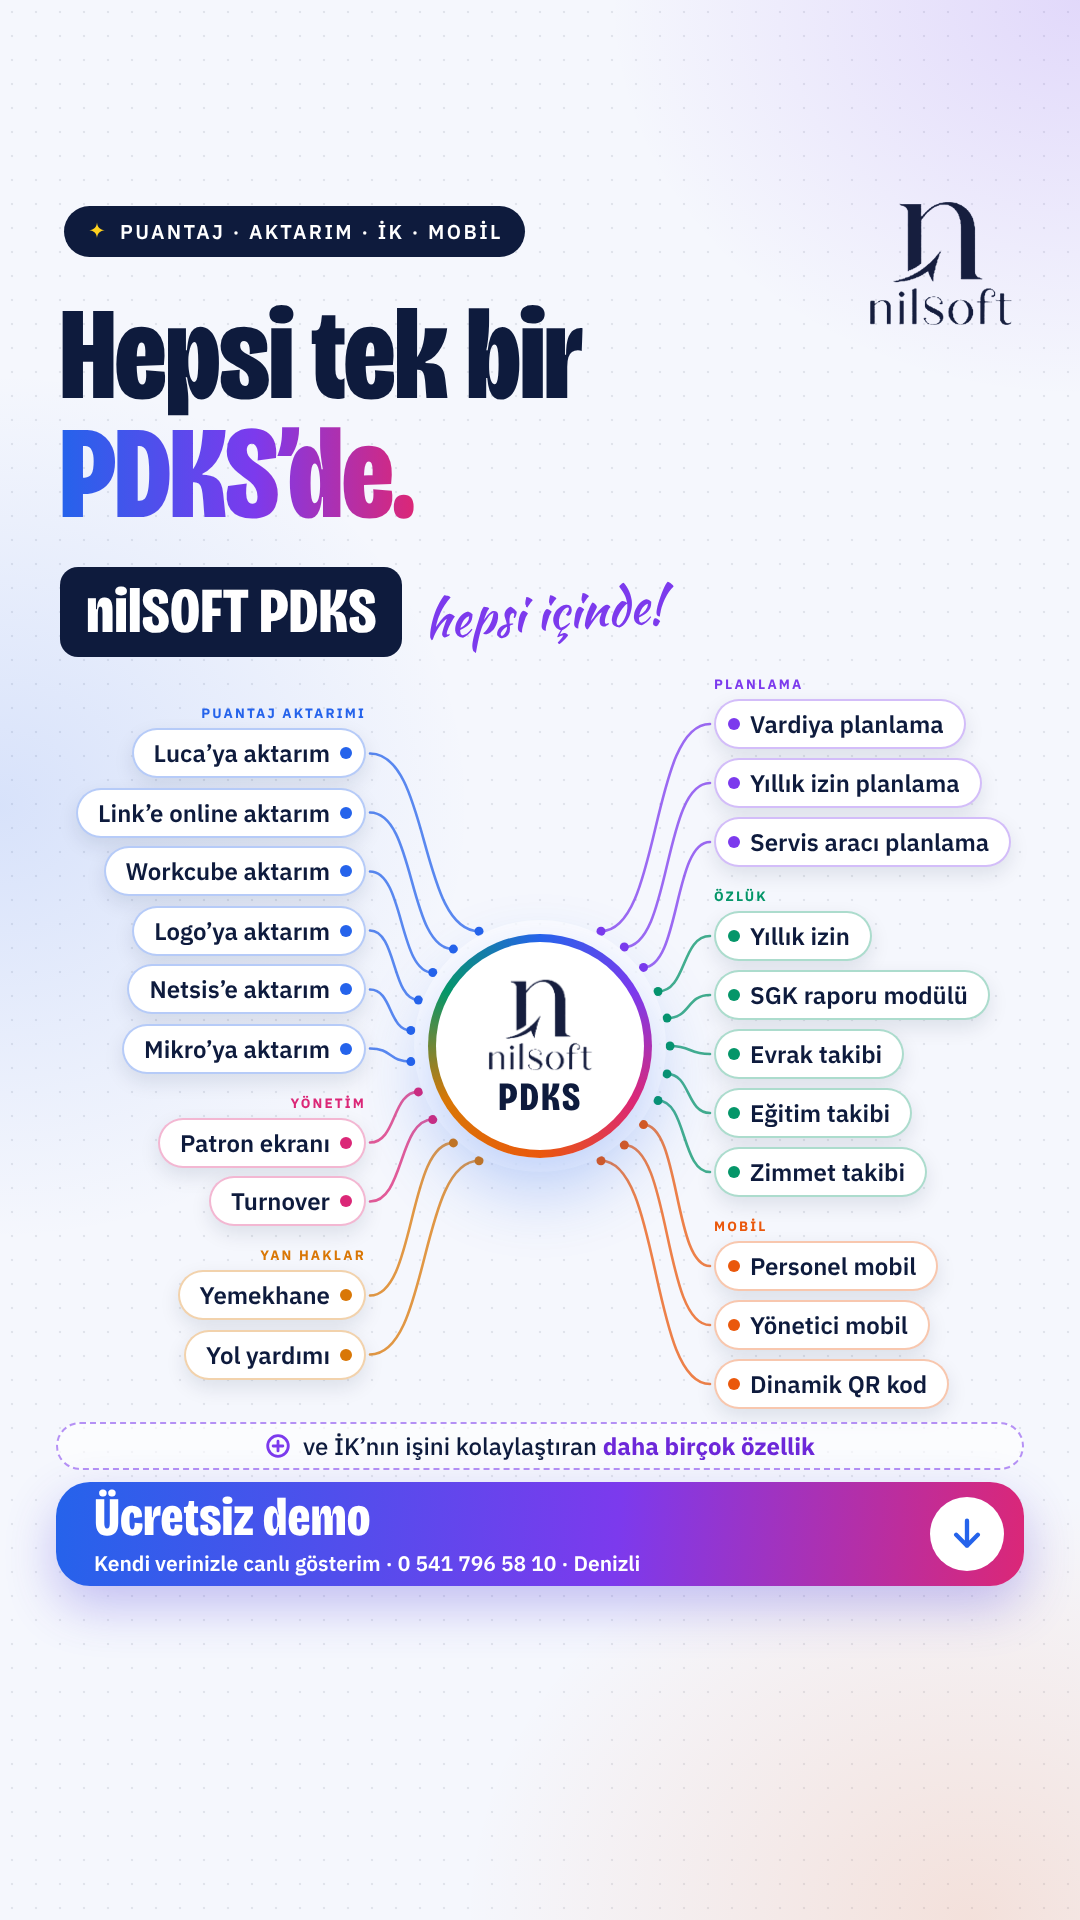 ✦ PUANTAJ · AKTARIM · İK · MOBİL
n
nilsoft
Hepsi tek bir
PDKS’de.
nilSOFT PDKS
hepsi içinde!
PUANTAJ AKTARIMI
Luca’ya aktarım
Link’e online aktarım
Workcube aktarım
Logo’ya aktarım
Netsis’e aktarım
Mikro’ya aktarım
YÖNETİM
Patron ekranı
Turnover
YAN HAKLAR
Yemekhane
Yol yardımı
n
nilsoft
PDKS
PLANLAMA
Vardiya planlama
Yıllık izin planlama
Servis aracı planlama
ÖZLÜK
Yıllık izin
SGK raporu modülü
Evrak takibi
Eğitim takibi
Zimmet takibi
MOBİL
Personel mobil
Yönetici mobil
Dinamik QR kod
ve İK’nın işini kolaylaştıran daha birçok özellik
Ücretsiz demo
Kendi verinizle canlı gösterim · 0 541 796 58 10 · Denizli